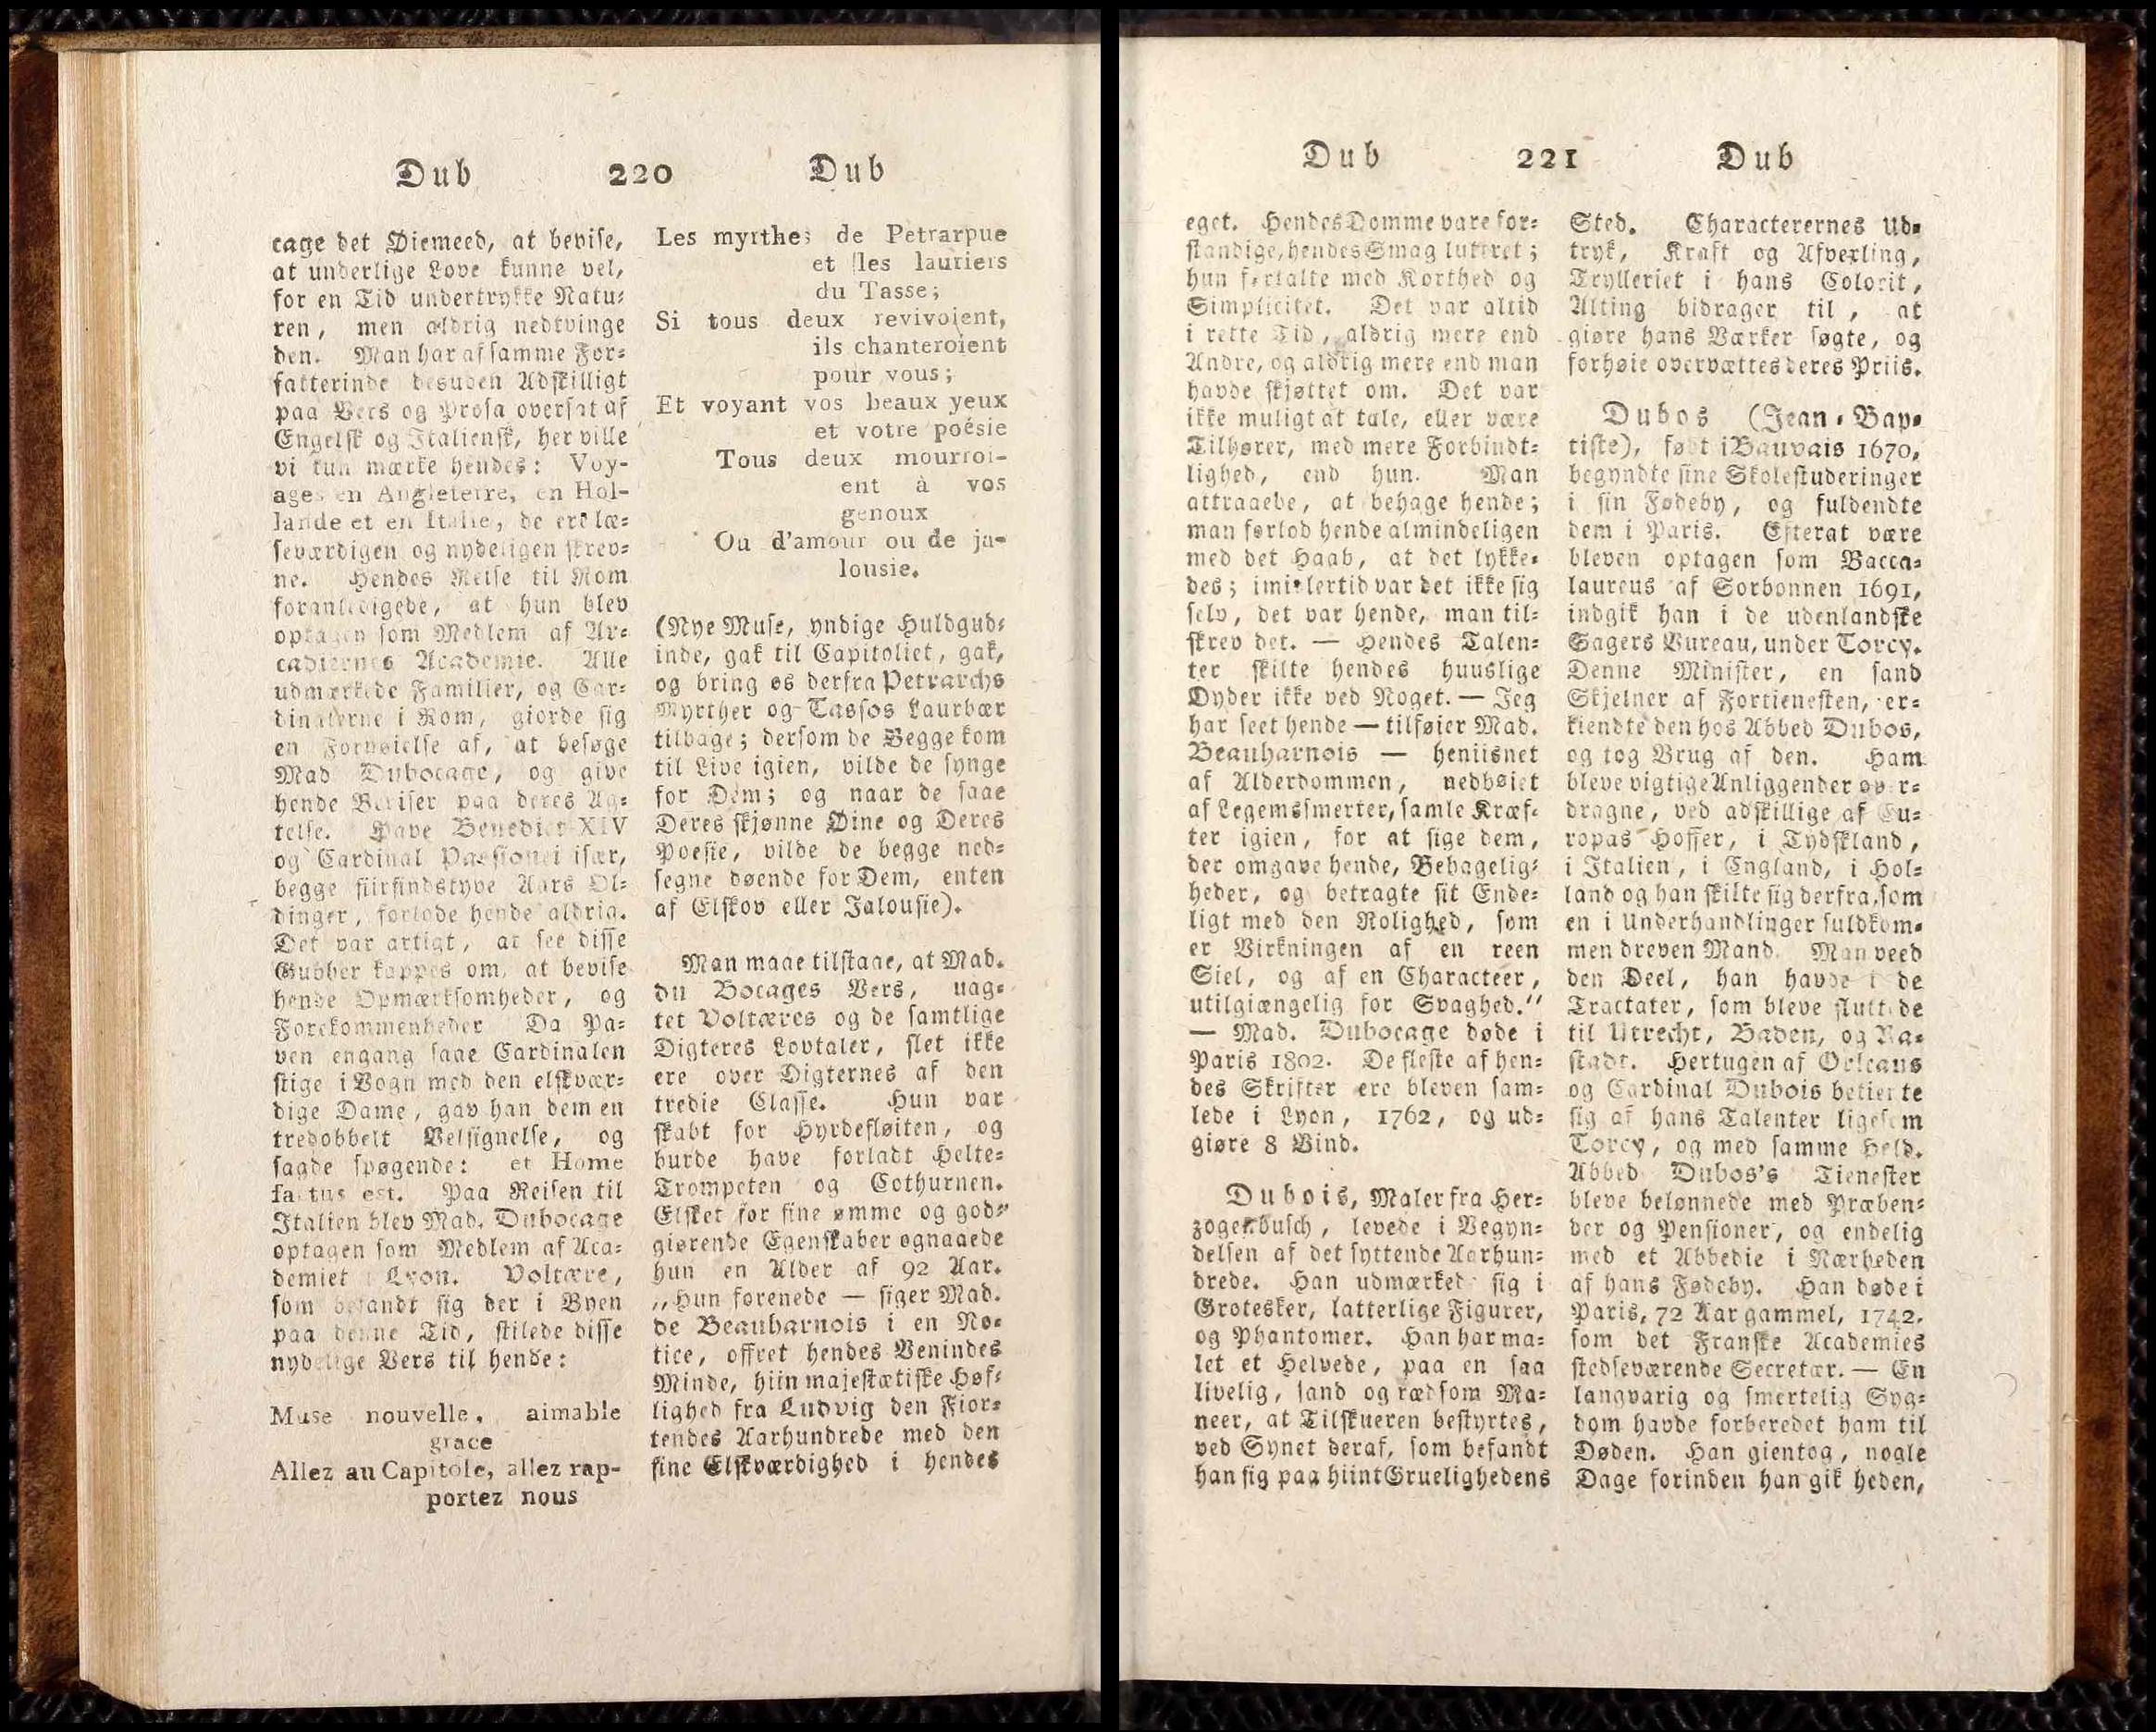 Dub 220 Dub
cage det Øiemeed, at bevise,
at underlige Love kunne vel,
for en Tid undertrykke Natu-
ren, men aldrig nedtvinge
den. Man har af samme For-
fatterinde desuden Adskilligt
paa Vers og Prosa oversat af
Engelsk og Italiensk, her ville
vi kun mærke hendes: Voy-
ages en Angleterre, en Hol-
lande et en Italie, de ere læ-
seværdigen og nydeligen skrev-
ne. Hendes Reise til Rom
foranledigede, at hun blev
optagen som Medlem af Ar-
cadiernes Academie. Alle
udmærkede Familier, og Car-
dinalerne i Rom, giorde sig
en Fornøielse af, at besøge
Mad Dubocage, og give
hende Beviser paa deres Ag-
telse. Pave Benedict XIV
og Cardinal Passionei især,
begge fiirsindstyve Aars Ol-
dinger, forlode hende aldrig.
Det var artigt, at see disse
Gubber kappes om, at bevise
hende Opmærksomheder, og
Forekommenheder Da Pa-
ven engang saae Cardinalen
stige i Vogn med den elskvær-
dige Dame, gav han dem en
tredobbelt Velsignelse, og
sagde spøgende: et Home
factus est. Paa Reisen til
Italien blev Mad. Dubocage
optagen som Medlem af Aca-
demiet i Lyon. Voltære,
som befandt sig der i Byen
paa denne Tid, stilede disse
nydelige Vers til hende:
Muse nouvelle, aimable
grace
Allez au Capitole, allez rap-
portez nous
Les myrthes de Petrarpue
et les lauriers
du Tasse;
Si tous deux revivoient,
ils chanteroient
pour vous;
Et voyant vos beaux yeux
et votre poésie
Tous deux mourroi-
ent à vos
genoux
Ou d'amour ou de ja-
lousie.
(Nye Muse, yndige Huldgud-
inde, gak til Capitoliet, gak,
og bring os derfra Petrarchs
Myrther og Tassos Laurbær
tilbage; dersom de Begge kom
til Live igien, vilde de synge
for Dem; og naar de saae
Deres skjønne Øine og Deres
Poesie, vilde de begge ned-
segne døende for Dem, enten
af Elskov eller Jalousie).
Man maae tilstaae, at Mad.
du Bocages Vers, uag-
tet Voltæres og de samtlige
Digteres Lovtaler, slet ikke
ere over Digternes af den
tredie Classe. Hun var
skabt for Hyrdefløiten, og
burde have forladt Helte-
Trompeten og Cothurnen.
Elsket for sine ømme og god-
giørende Egenskaber ognaaede
hun en Alder af 92 Aar.
„Hun forenede — siger Mad.
de Beauharnois i en No-
tice, offret hendes Venindes
Minde, hiin majestætiske Høf-
lighed fra Ludvig den Fior-
tendes Aarhundrede med den
fine Elskværdighed i hendes
Dub 221 Dub
eget. Hendes Domme vare for-
standige, hendes Smag luttret;
hun fortalte med Korthed og
Simplicitet. Det var altid
i rette Tid, aldrig mere end
Andre, og aldrig mere end man
havde skjøttet om. Det var
ikke muligt at tale, eller være
Tilhører, med mere Forbindt-
lighed, end hun. Man
attraaede, at behage hende;
man forlod hende almindeligen
med det Haab, at det lykke-
des; imidlertid var det ikke sig
selv, det var hende, man til-
skrev det. — Hendes Talen-
ter skilte hendes huuslige
Dyder ikke ved Noget. — Jeg
har seet hende — tilføier Mad.
Beauharnois — heniisnet
af Alderdommen, nedbøiet
af Legemssmerter, samle Kræf-
ter igien, for at sige dem,
der omgave hende, Behagelig-
heder, og betragte sit Ende-
ligt med den Rolighed, som
er Virkningen af en reen
Siel, og af en Characteer,
utilgiængelig for Svaghed.“
— Mad. Dubocage døde i
Paris 1802. De fleste af hen-
des Skrifter ere bleven sam-
lede i Lyon, 1762, og ud-
giøre 8 Bind.
Dubois, Maler fra Her-
zogenbusch, levede i Begyn-
delsen af det syttende Aarhun-
drede. Han udmærkede sig i
Grotesker, latterlige Figurer,
og Phantomer. Han har ma-
let et Helvede, paa en saa
livelig, sand og rædsom Ma-
neer, at Tilskueren bestyrtes,
ved Synet deraf, som befandt
han sig paa hiint Gruelighedens
Sted. Characterernes Ud-
tryk, Kraft og Afvexling,
Trylleriet i hans Colorit,
Alting bidrager til, at
giøre hans Værker søgte, og
forhøie overvættes deres Priis.
Dubos (Jean-Bap-
tiste), født i Bauvais 1670,
begyndte sine Skolestuderinger
i sin Fødeby, og fuldendte
dem i Paris. Efterat være
bleven optagen som Bacca-
laureus af Sorbonnen 1691,
indgik han i de udenlandske
Sagers Bureau, under Torcy.
Denne Minister, en sand
Skjelner af Fortienesten, er-
kiendte den hos Abbed Dubos,
og tog Brug af den. Ham
bleve vigtige Anliggender over-
dragne, ved adskillige af Eu-
ropas Hoffer, i Tydskland,
i Italien, i England, i Hol-
land og han skilte sig derfra, som
en i Underhandlinger fuldkom-
men dreven Mand. Man veed
den Deel, han havde i de
Tractater, som bleve sluttede
til Utrecht, Baden, og Ra-
stadt. Hertugen af Orleans
og Cardinal Dubois betiente
sig af hans Talenter ligesom
Torcy, og med samme Held.
Abbed Dubos's Tienester
bleve belønnede med Præben-
der og Pensioner, og endelig
med et Abbedie i Nærheden
af hans Fødeby. Han døde i
Paris, 72 Aar gammel, 1742.
som det Franske Academies
stedseværende Secretær. — En
langvarig og smertelig Syg-
dom havde forberedet ham til
Døden. Han gientog, nogle
Dage forinden han gik heden,